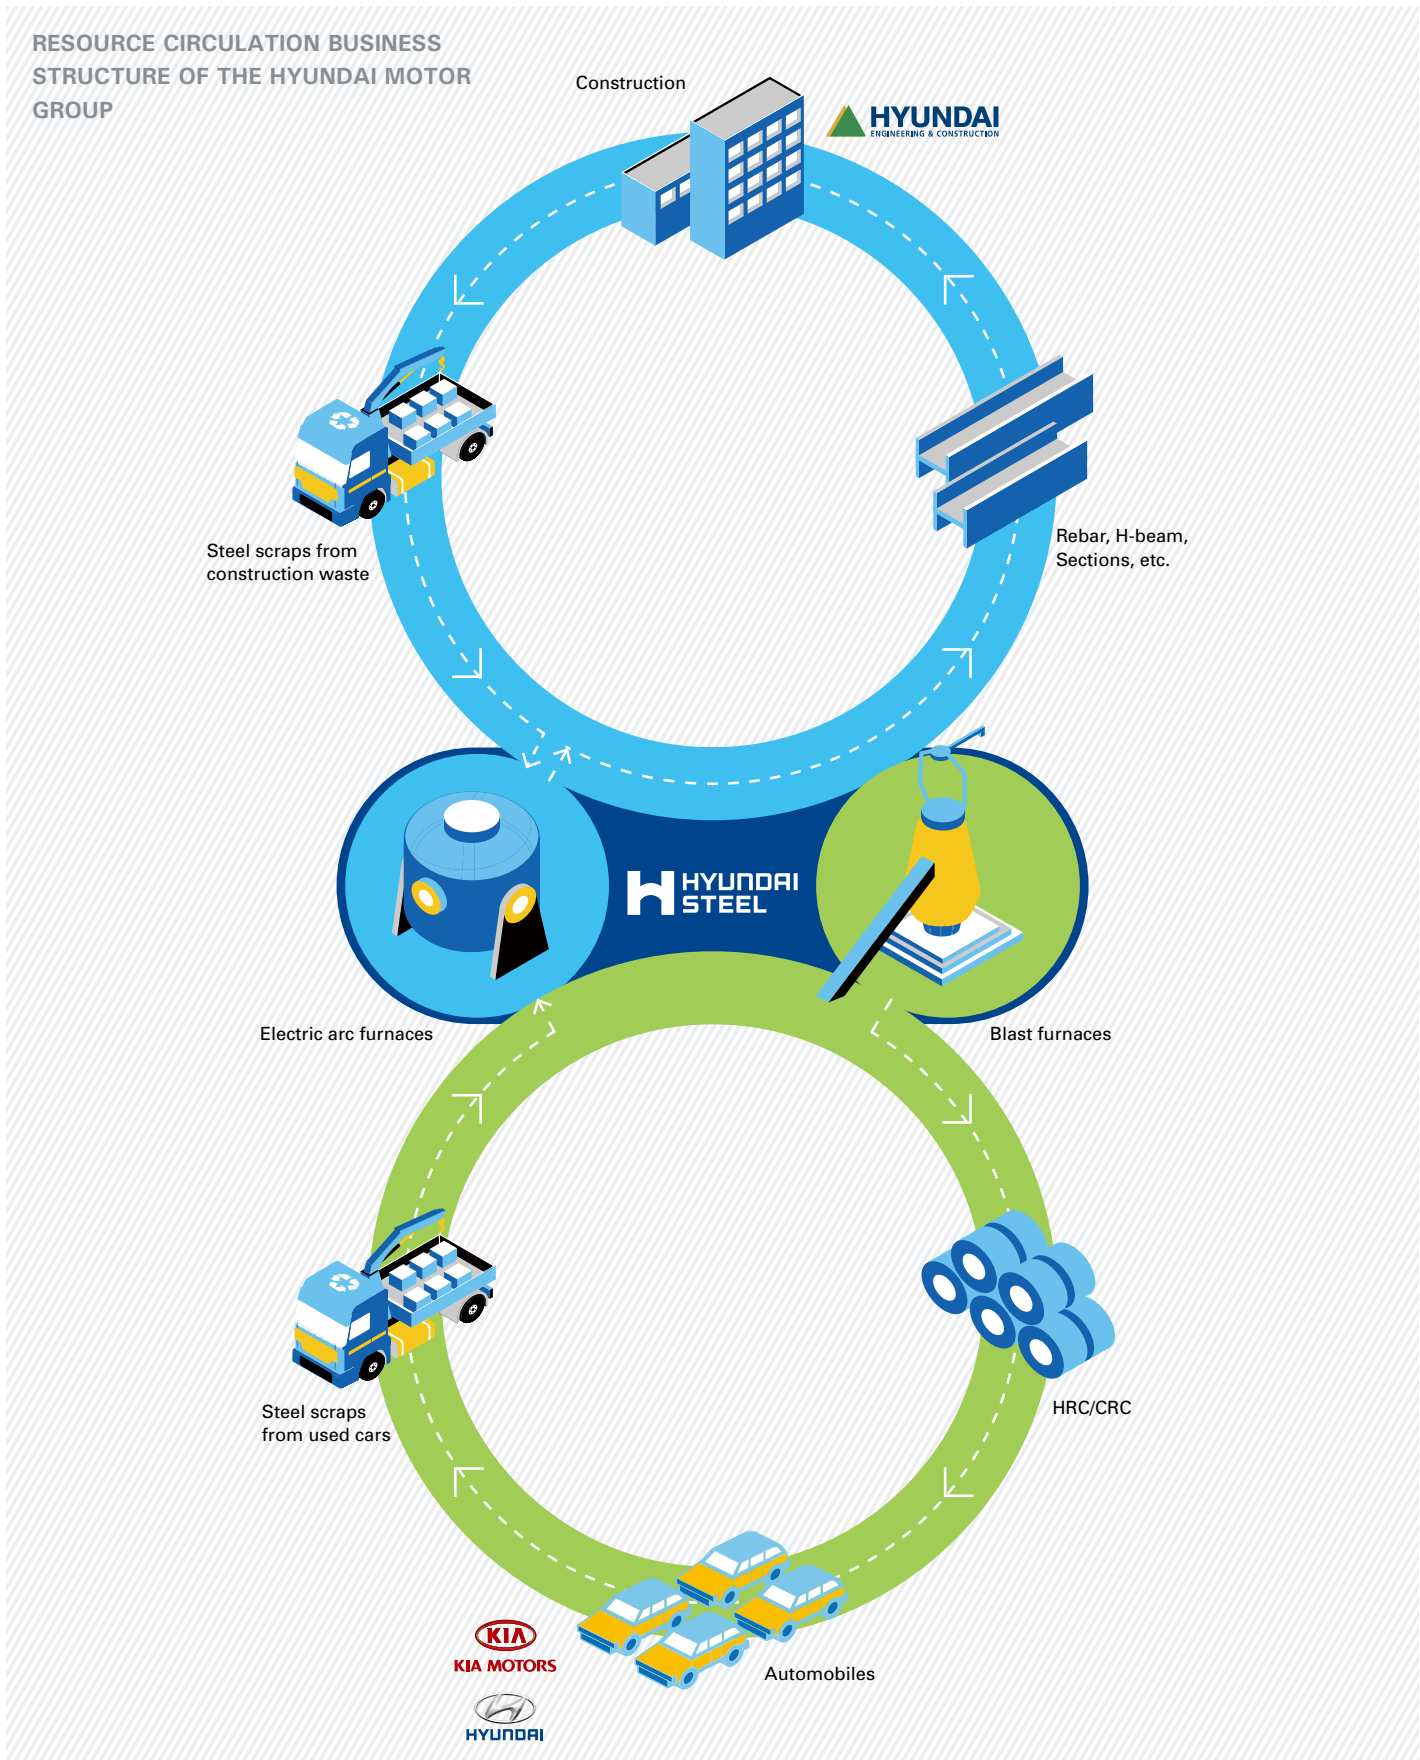 RESOURCE CIRCULATION BUSINESS
STRUCTURE OF THE HYUNDAI MOTOR
GROUP
Construction
HYUNDAI
ENGINEERING & CONSTRUCTION
Steel scraps from
construction waste
Rebar, H-beam,
Sections, etc.
HYUNDAI
STEEL
Electric arc furnaces
Blast furnaces
Steel scraps
from used cars
HRC/CRC
KIA
KIA MOTORS
Automobiles
HYUNDAI